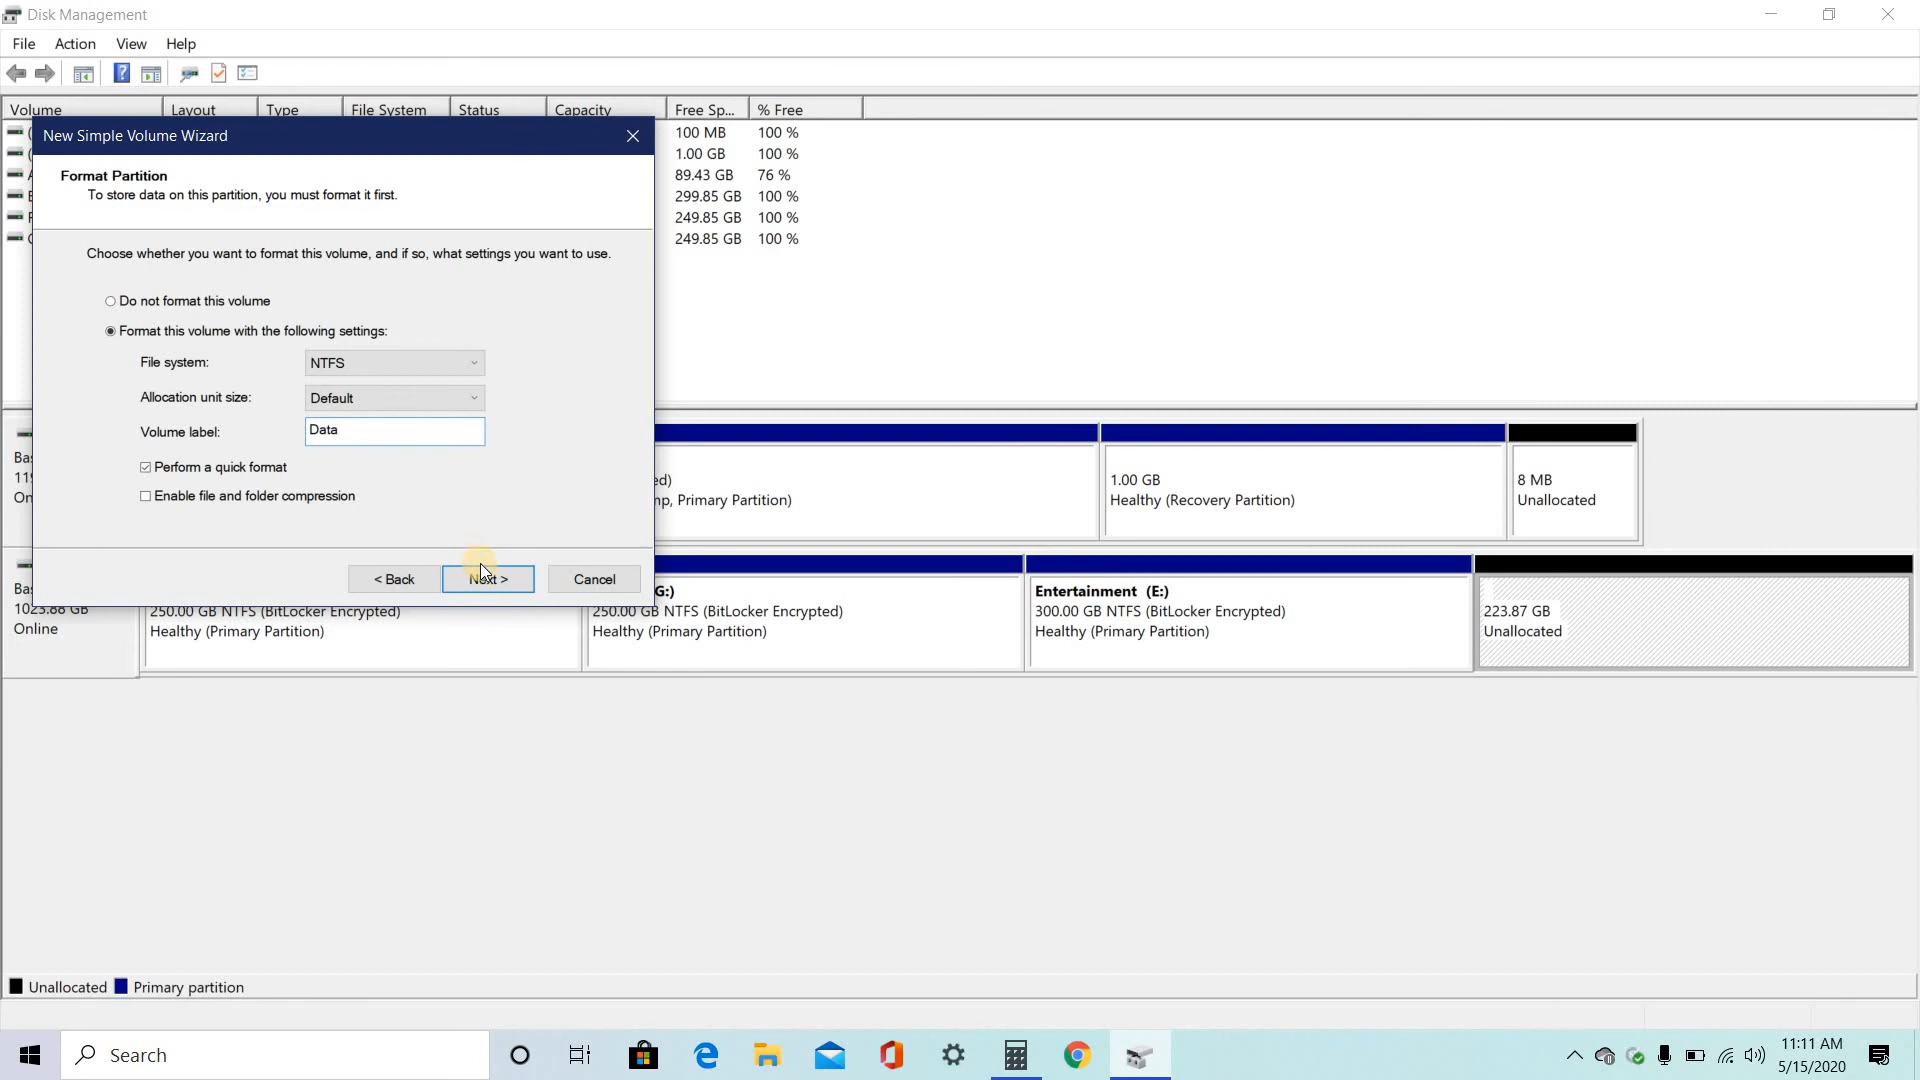 Disk Management
File Action View Help
Volume Layout Type File System Status Capacity Free Sp... % Free
100 MB 100 %
1.00 GB 100 %
89.43 GB 76 %
299.85 GB 100 %
249.85 GB 100 %
249.85 GB 100 %
New Simple Volume Wizard
Format Partition
To store data on this partition, you must format it first.
Choose whether you want to format this volume, and if so, what settings you want to use.
Do not format this volume
Format this volume with the following settings:
File system: NTFS
Allocation unit size: Default
Volume label: Data
Perform a quick format
Enable file and folder compression
< Back Next > Cancel
1.00 GB
Healthy (Recovery Partition)
8 MB
Unallocated
ed)
mp, Primary Partition)
1023.88 GB
Online
250.00 GB NTFS (BitLocker Encrypted)
Healthy (Primary Partition)
G:)
250.00 GB NTFS (BitLocker Encrypted)
Healthy (Primary Partition)
Entertainment (E:)
300.00 GB NTFS (BitLocker Encrypted)
Healthy (Primary Partition)
223.87 GB
Unallocated
Unallocated Primary partition
Search
11:11 AM
5/15/2020